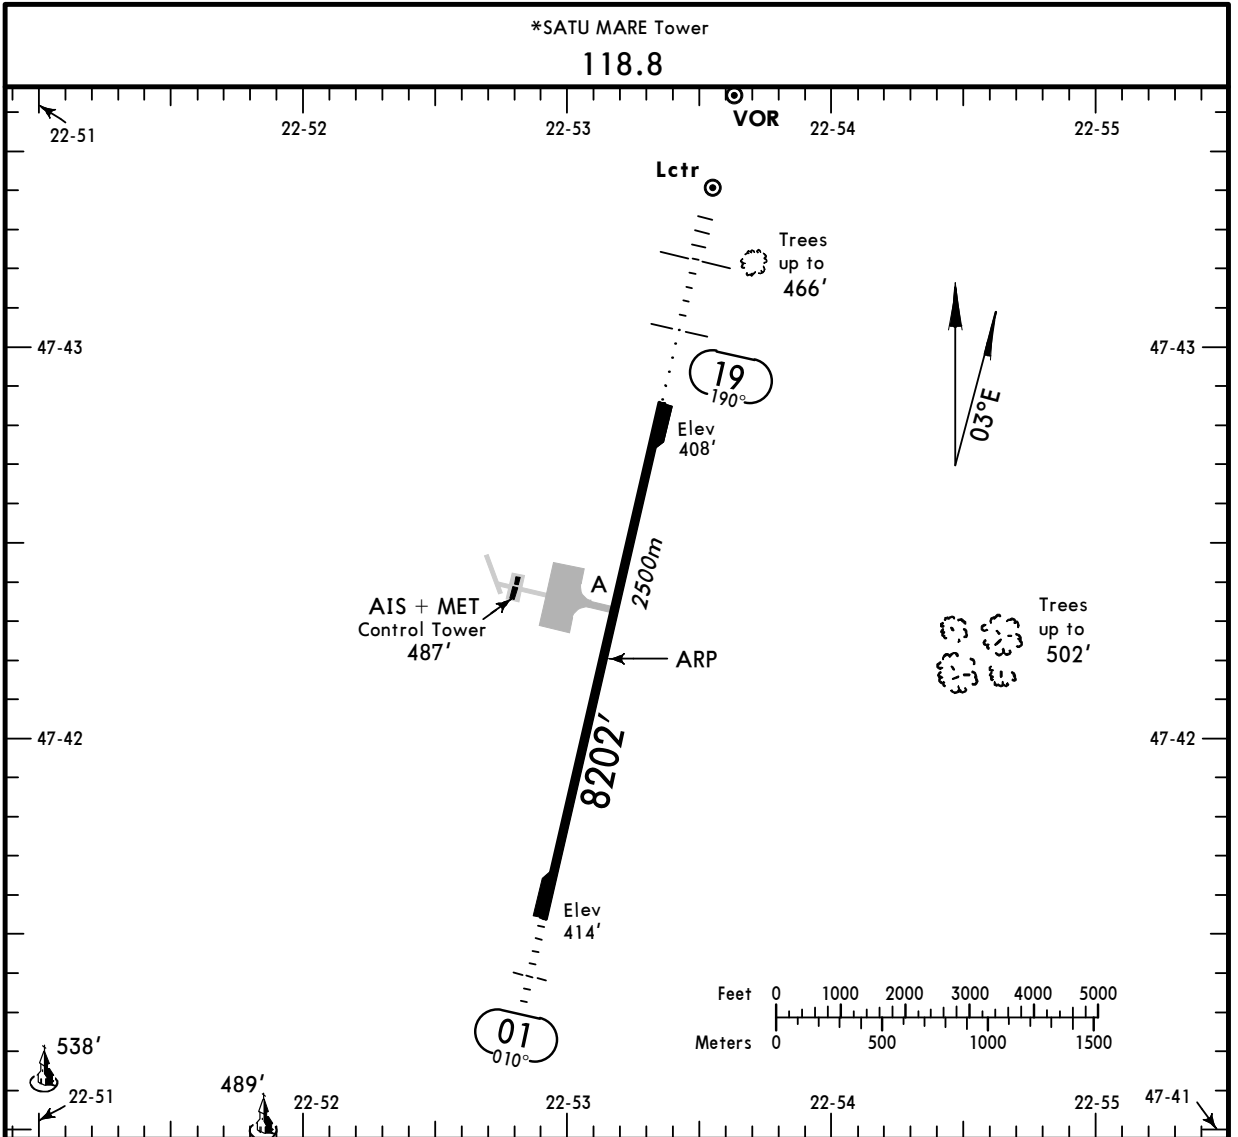 *SATU MARE Tower
118.8
VOR
22-51
22-52
22-53
22-54
22-55
Lctr
Trees
up to
466'
47-43
47-43
19
190°
03°E
Elev
408'
2500m
A
AIS + MET
Control Tower
487'
Trees
up to
502'
ARP
47-42
47-42
8202'
Elev
414'
Feet 0 1000 2000 3000 4000 5000
Meters 0 500 1000 1500
01
010°
538'
489'
22-51
22-52
22-53
22-54
22-55
47-41